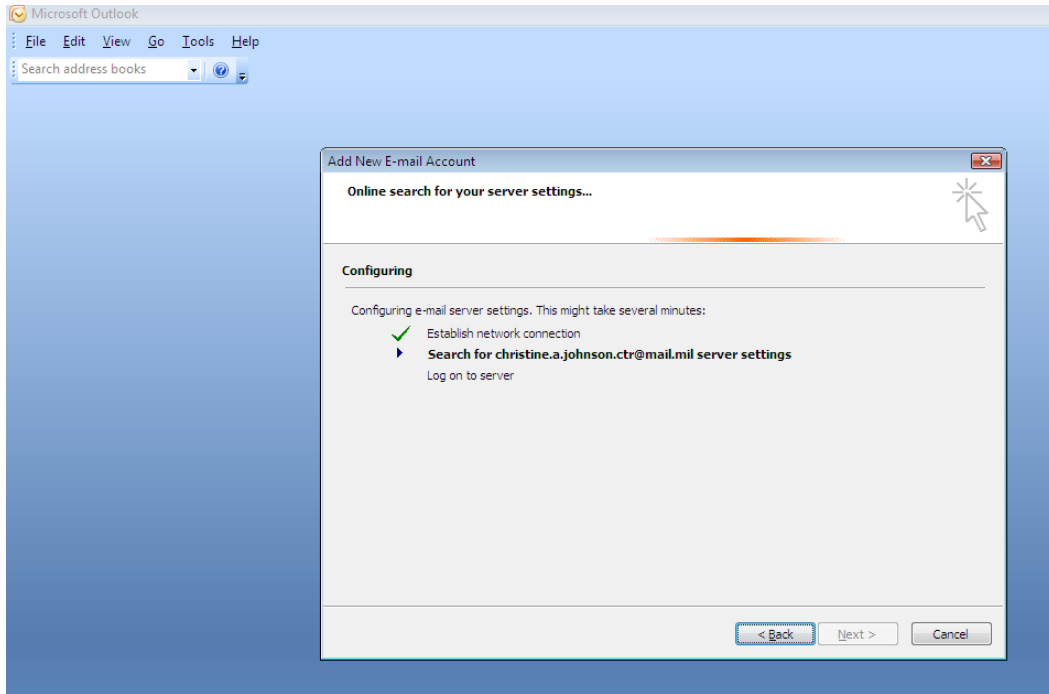 Microsoft Outlook
File Edit View Go Tools Help
Search address books
Add New E-mail Account
Online search for your server settings...
Configuring
Configuring e-mail server settings. This might take several minutes:
Establish network connection
Search for christine.a.johnson.ctr@mail.mil server settings
Log on to server
< Back Next > Cancel